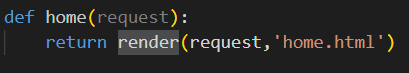 def home(request):
    return render(request,'home.html')